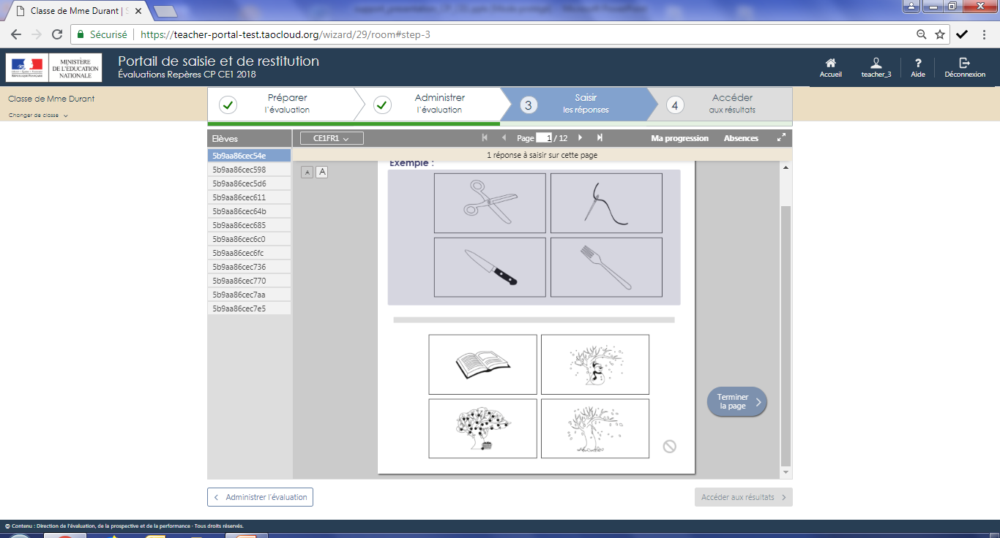 Classe de Mme Durant | S
Sécurisé
https://teacher-portal-test.taocloud.org/wizard/29/room#step-3
MINISTÈRE
DE L'ÉDUCATION
NATIONALE
Portail de saisie et de restitution
Évaluations Repères CP CE1 2018
Accueil
teacher_3
Aide
Déconnexion
Classe de Mme Durant
Changer de classe
Préparer
l'évaluation
Administrer
l'évaluation
3
Saisir
les réponses
4
Accéder
aux résultats
Elèves
CE1FR1
Page 1 / 12
Ma progression
Absences
1 réponse à saisir sur cette page
5b9aa86cec54e
5b9aa86cec598
5b9aa86cec5d6
5b9aa86cec611
5b9aa86cec64b
5b9aa86cec685
5b9aa86cec6c0
5b9aa86cec6fc
5b9aa86cec736
5b9aa86cec770
5b9aa86cec7aa
5b9aa86cec7e5
A A
Exemple :
Terminer
la page
Administrer l'évaluation
Accéder aux résultats
© Contenu : Direction de l'évaluation, de la prospective et de la performance - Tous droits réservés.